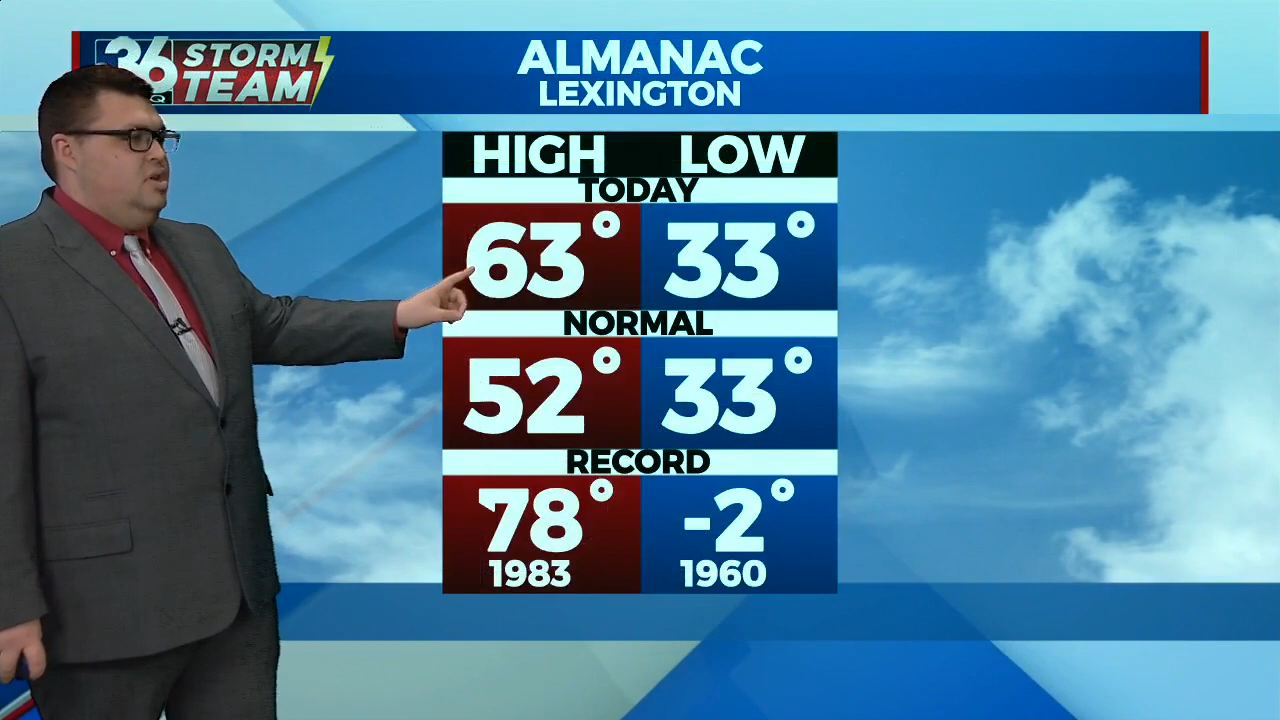 36 STORM
TEAM
Q
ALMANAC
LEXINGTON
HIGH LOW
TODAY
63° 33°
NORMAL
52° 33°
RECORD
78° -2°
1983 1960